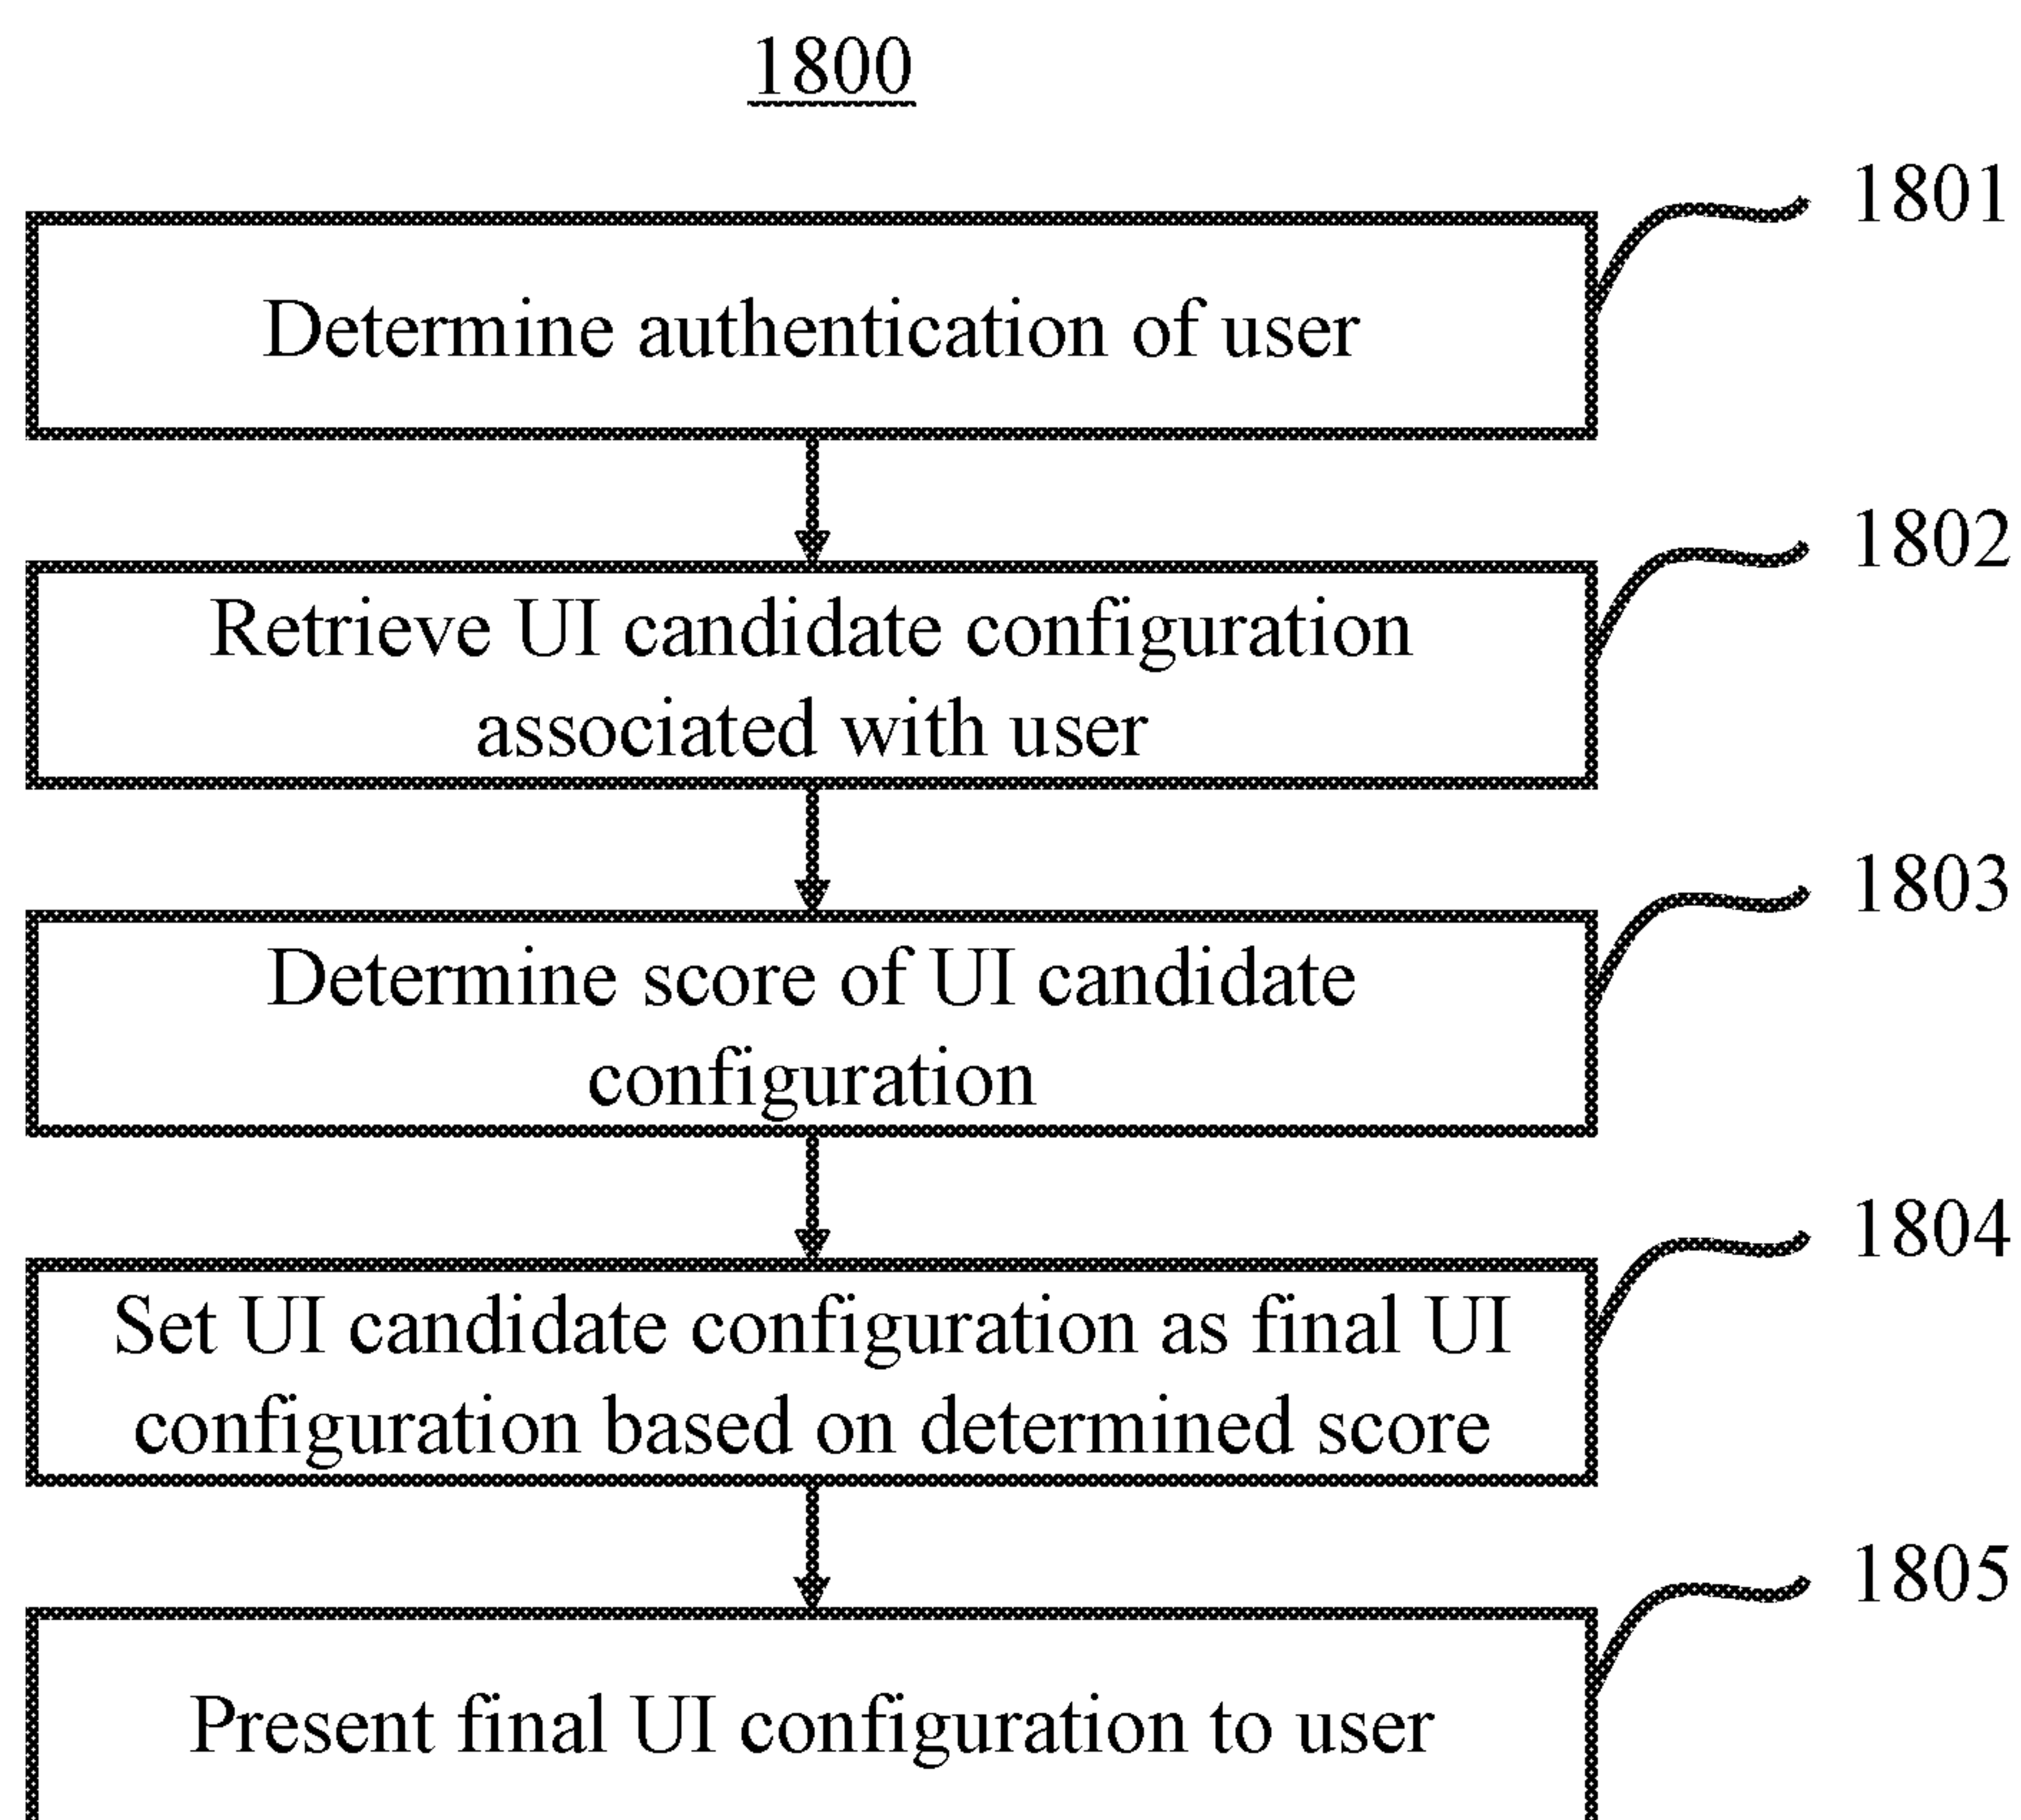 1800
1801
Determine authentication of user
1802
Retrieve UI candidate configuration
associated with user
1803
Determine score of UI candidate
configuration
1804
Set UI candidate configuration as final UI
configuration based on determined score
1805
Present final UI configuration to user